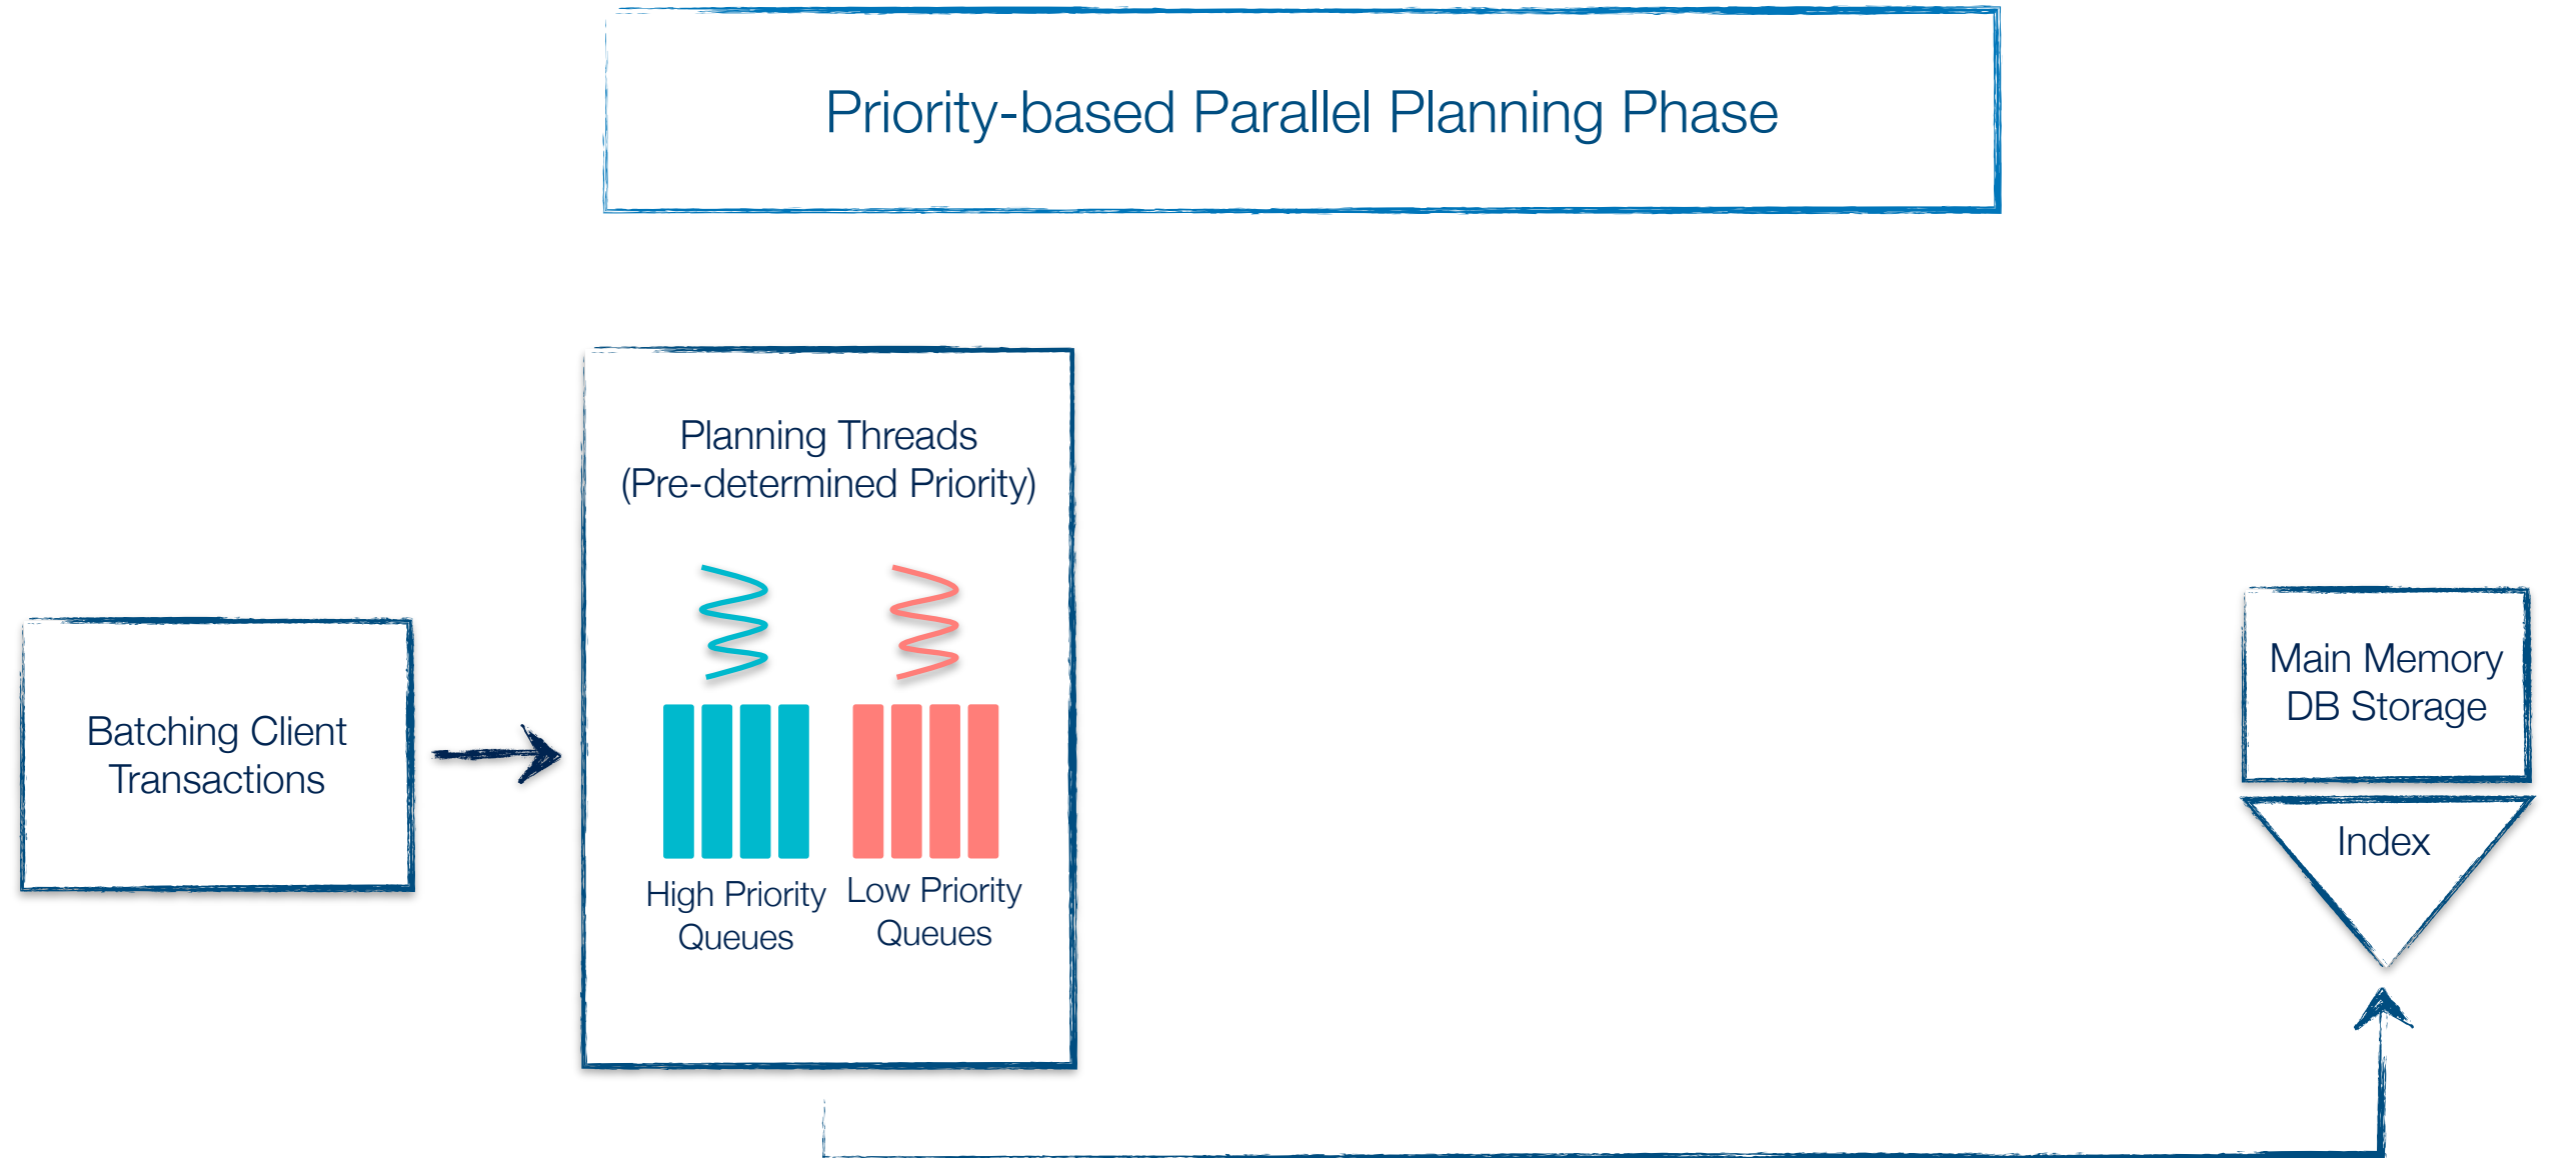 Priority-based Parallel Planning Phase
Planning Threads
(Pre-determined Priority)
Batching Client
Transactions
High Priority
Queues
Low Priority
Queues
Main Memory
DB Storage
Index